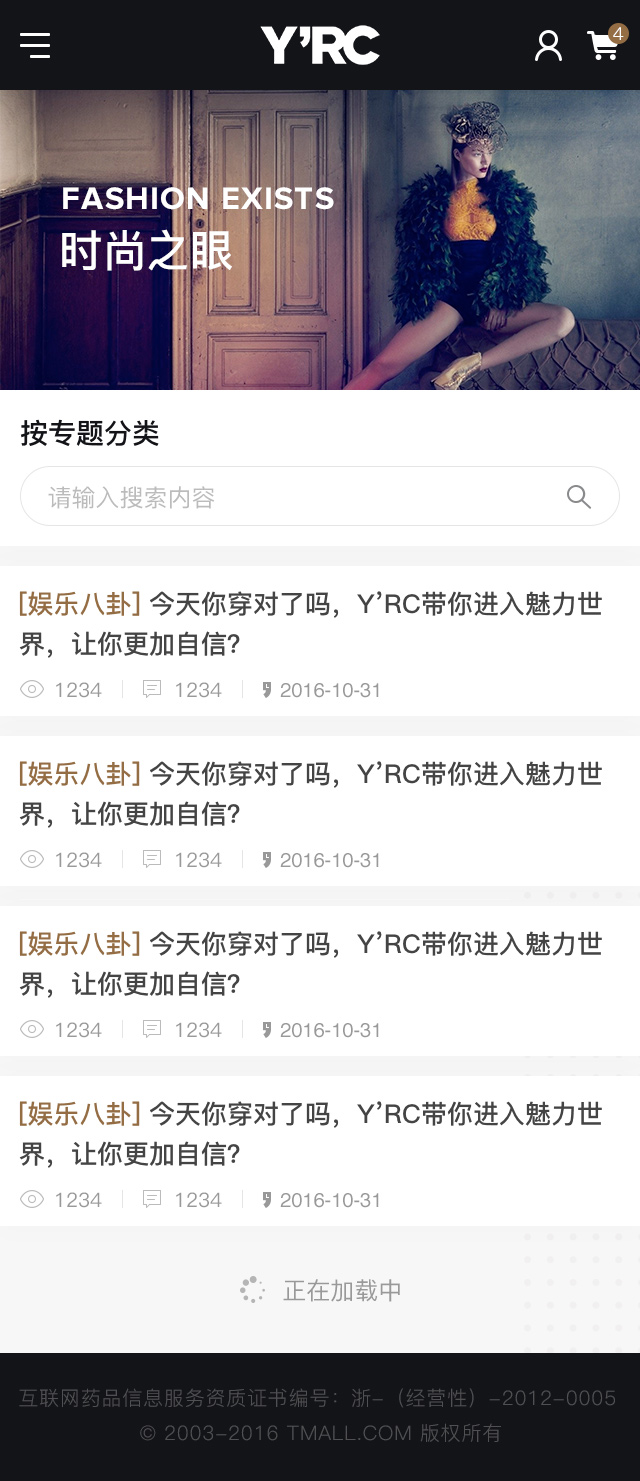 Y'RC
4
FASHION EXISTS
时尚之眼
按专题分类
请输入搜索内容
[娱乐八卦] 今天你穿对了吗，Y'RC带你进入魅力世
界，让你更加自信?
1234 1234 2016-10-31
[娱乐八卦] 今天你穿对了吗，Y'RC带你进入魅力世
界，让你更加自信?
1234 1234 2016-10-31
[娱乐八卦] 今天你穿对了吗，Y'RC带你进入魅力世
界，让你更加自信?
1234 1234 2016-10-31
[娱乐八卦] 今天你穿对了吗，Y'RC带你进入魅力世
界，让你更加自信?
1234 1234 2016-10-31
正在加载中
互联网药品信息服务资质证书编号：浙-（经营性）-2012-0005
© 2003-2016 TMALL.COM 版权所有